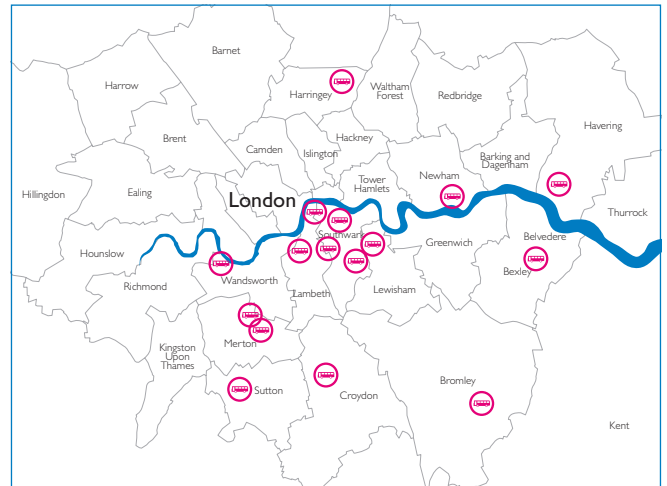 Barnet
Harrow
Harringey
Waltham
Forest
Redbridge
Havering
Brent
Hackney
Camden
Islington
Barking and
Dagenham
Tower
Hamlets
Newham
Hillingdon
Ealing
London
Thurrock
Southwark
Belvedere
Greenwich
Hounslow
Bexley
Richmond
Wandsworth
Lambeth
Lewisham
Merton
Kingston
Upon
Thames
Sutton
Croydon
Bromley
Kent